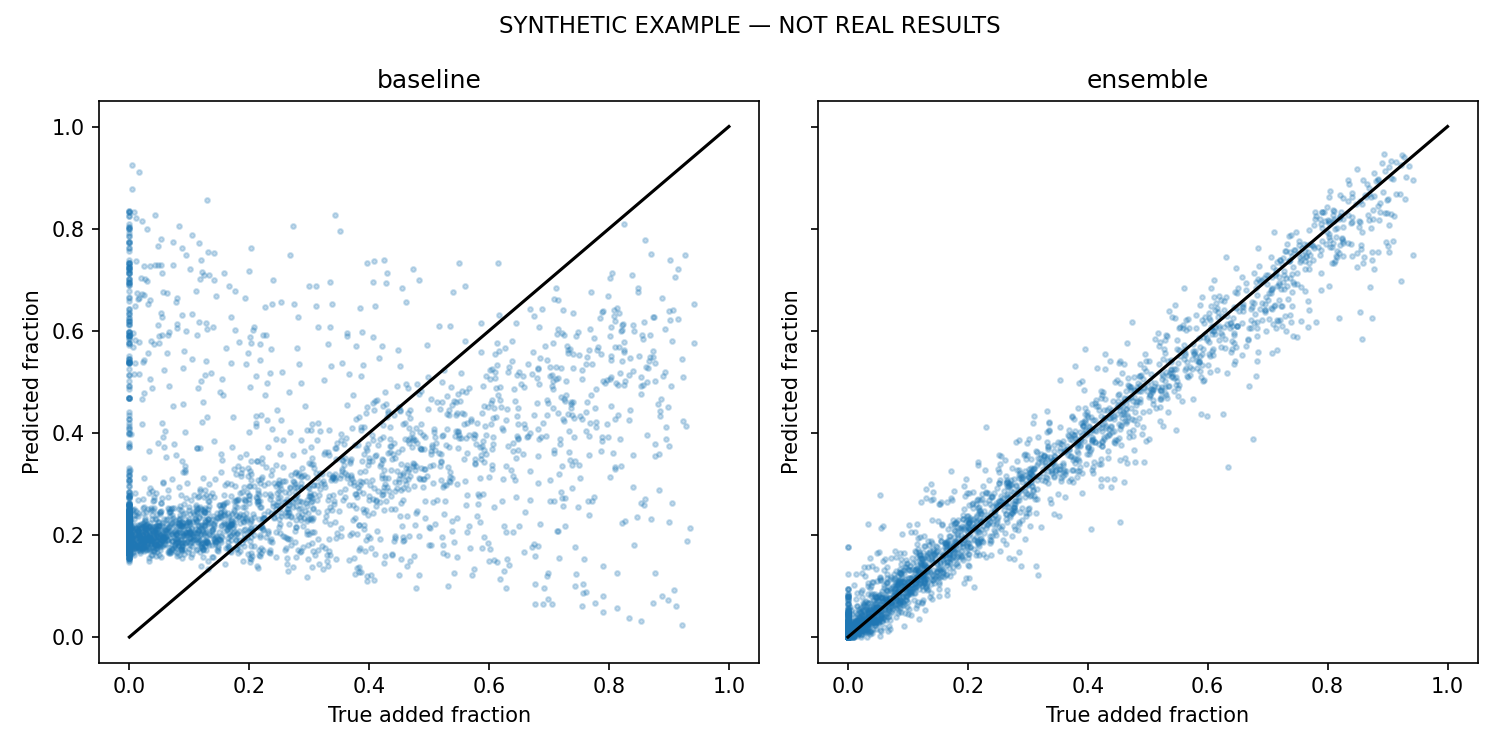 SYNTHETIC EXAMPLE — NOT REAL RESULTS
baseline
Predicted fraction
1.0
0.8
0.6
0.4
0.2
0.0
0.0 0.2 0.4 0.6 0.8 1.0
True added fraction
ensemble
Predicted fraction
0.0 0.2 0.4 0.6 0.8 1.0
True added fraction